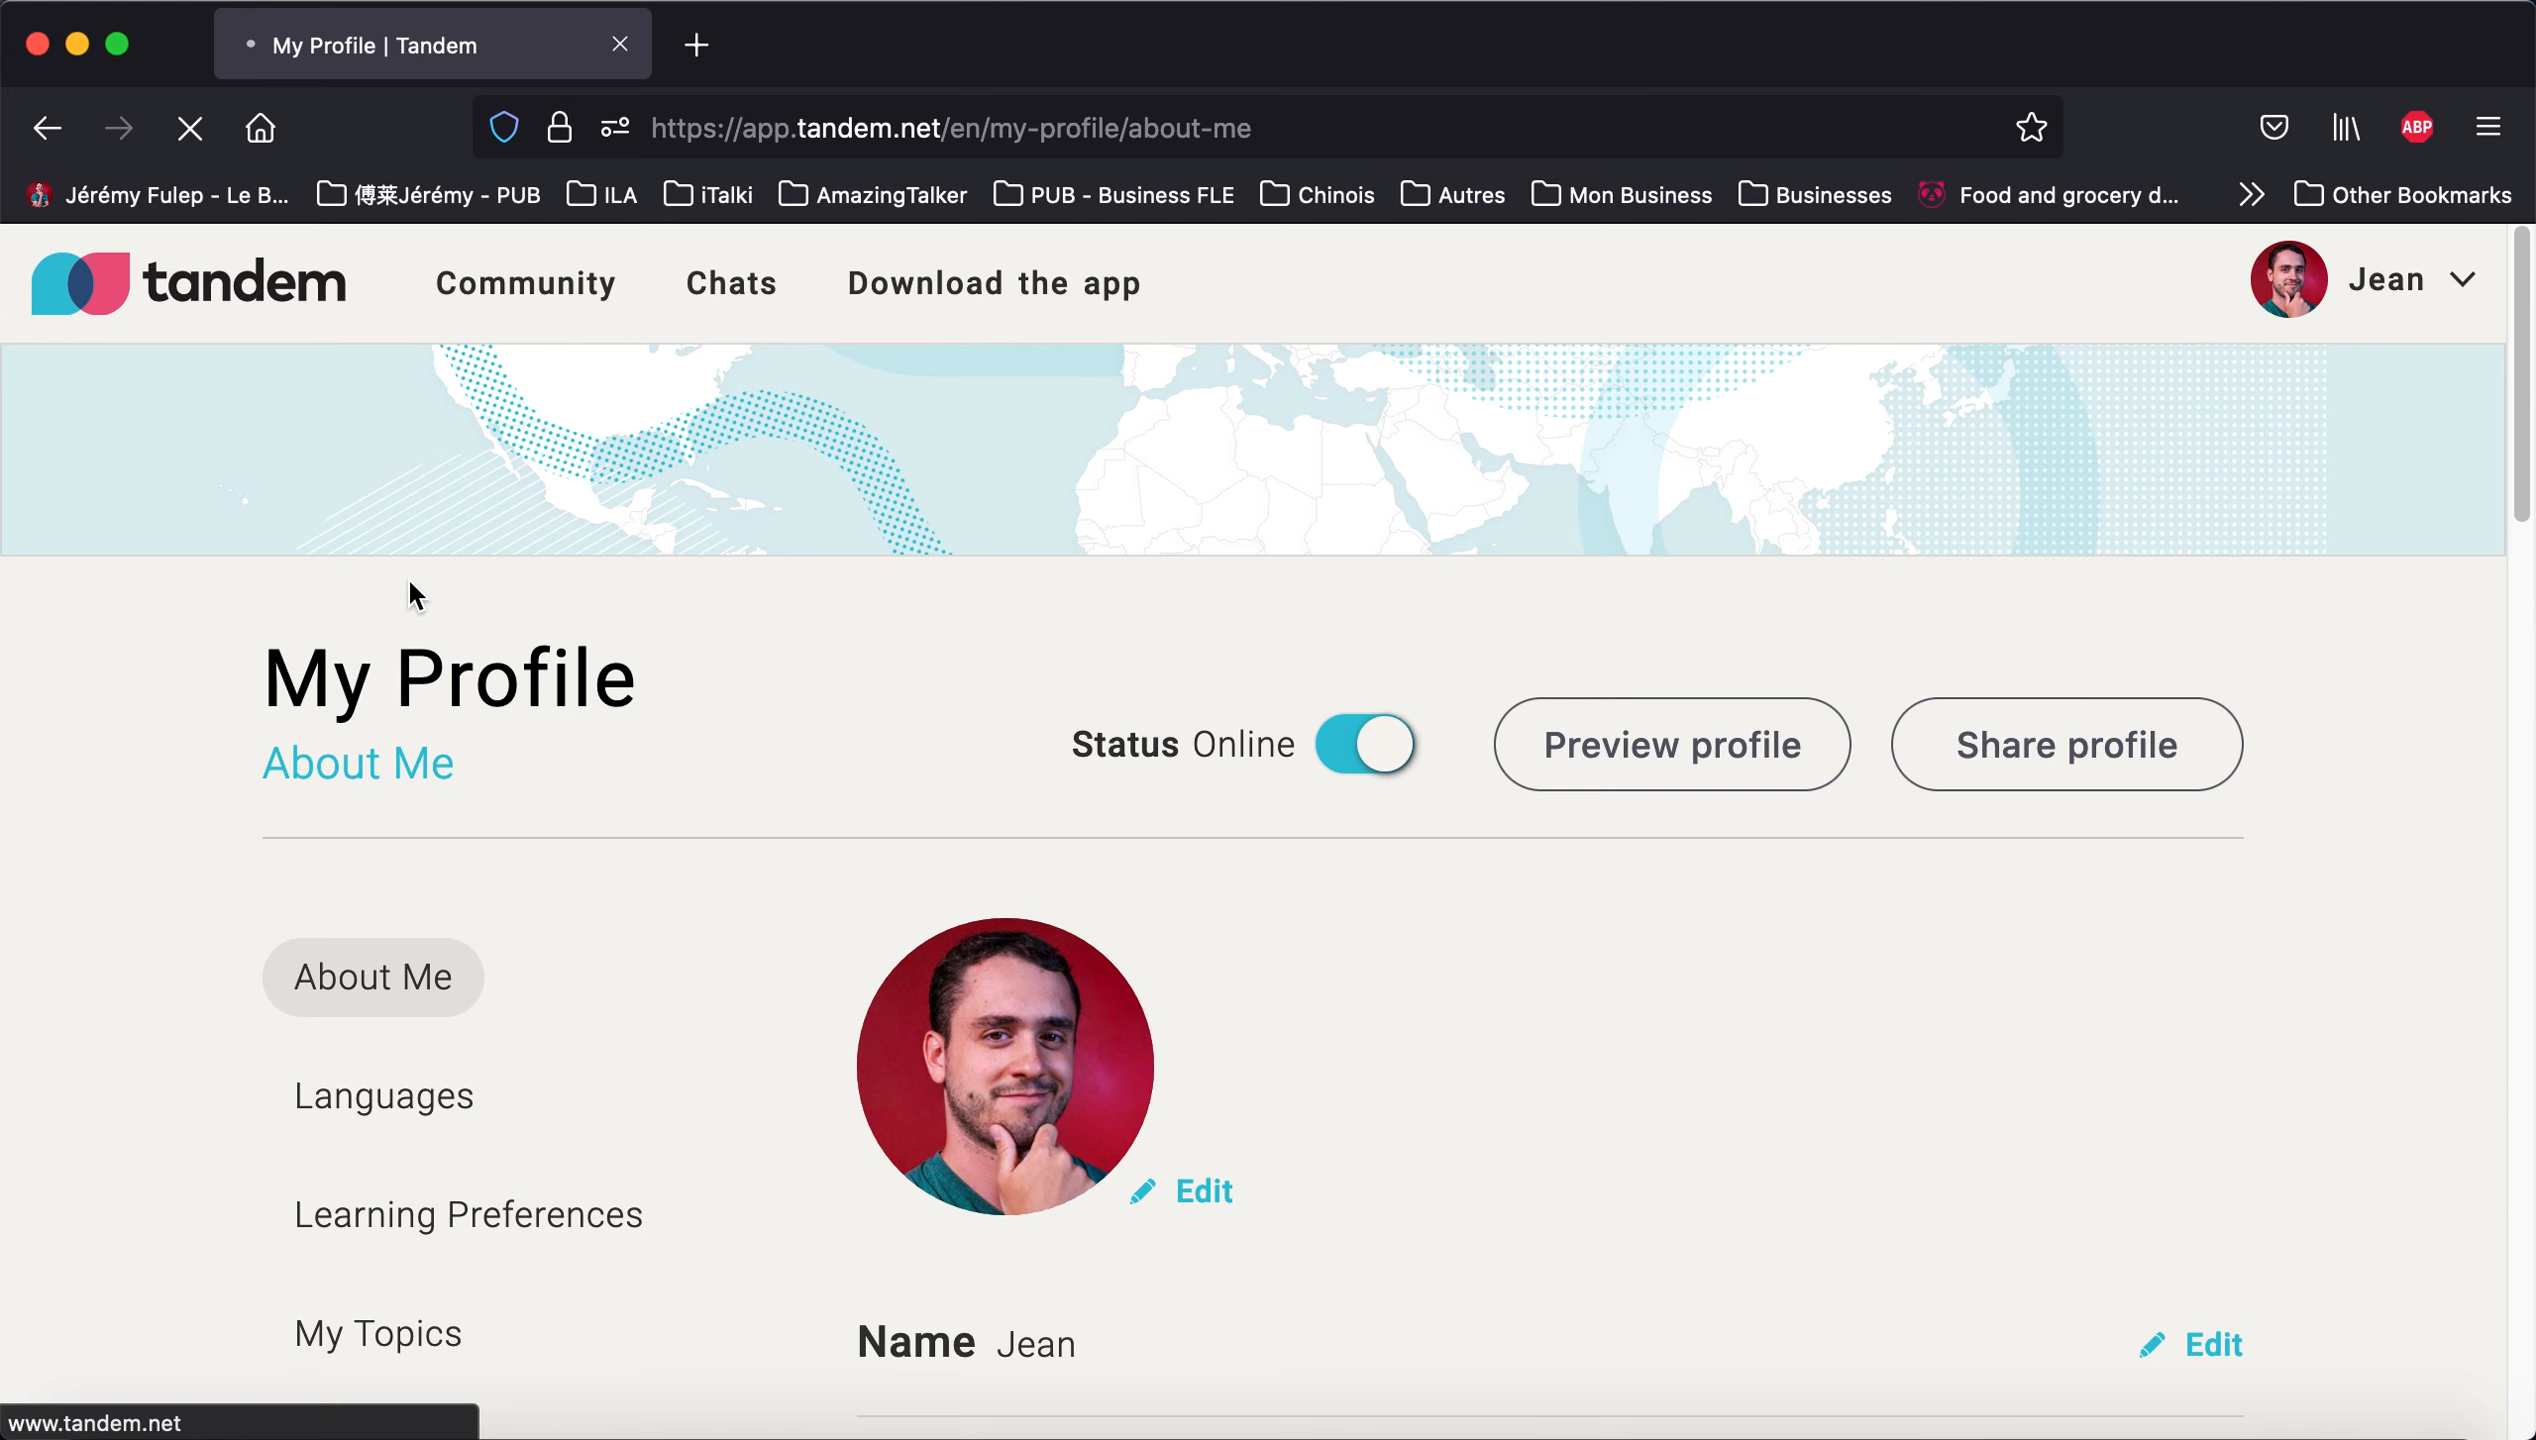 My Profile | Tandem
https://app.tandem.net/en/my-profile/about-me
ABP
Jérémy Fulep - Le B... 傅莱Jérémy - PUB ILA iTalki AmazingTalker PUB - Business FLE Chinois Autres Mon Business Businesses Food and grocery d... Other Bookmarks
tandem Community Chats Download the app Jean
My Profile
About Me
Status Online Preview profile Share profile
About Me
Languages
Edit
Learning Preferences
My Topics
Name Jean Edit
www.tandem.net